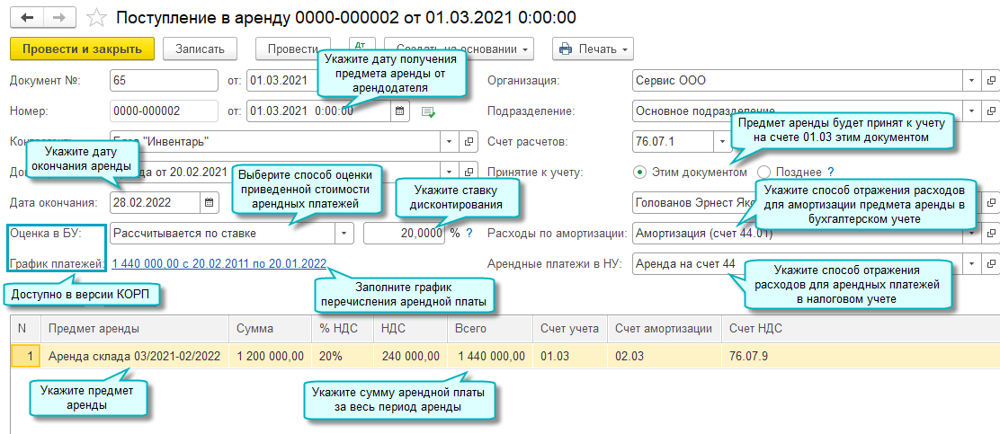 Поступление в аренду 0000-000002 от 01.03.2021 0:00:00
Провести и закрыть Записать Провести Дт Создать на основании Печать
Укажите дату получения
предмета аренды от
арендодателя
Документ №: 65 от: 01.03.2021 Организация: Сервис ООО
Номер: 0000-000002 от: 01.03.2021 0:00:00 Подразделение: Основное подразделение
Предмет аренды будет принят к учету
на счете 01.03 этим документом
"Инвентарь" Счет расчетов: 76.07.1
Укажите дату
окончания аренды
от 20.02.2021 Принятие к учету: Этим документом Позднее ?
Выберите способ оценки
приведенной стоимости
арендных платежей
Укажите ставку
дисконтирования
Дата окончания: 28.02.2022 Голованов Эрнест
Укажите способ отражения расходов
для амортизации предмета аренды в
бухгалтерском учете
Оценка в БУ: Рассчитывается по ставке 20,0000 % ? Расходы по амортизации: Амортизация (счет 44.01)
График платежей: 1 440 000,00 с 20.02.2011 по 20.01.2022 Арендные платежи в НУ: Аренда на счет 44
Укажите способ отражения
расходов для арендных платежей
в налоговом учете
Доступно в версии КОРП
Заполните график
перечисления арендной платы
N Предмет аренды Сумма % НДС НДС Всего Счет учета Счет амортизации Счет НДС
1 Аренда склада 03/2021-02/2022 1 200 000,00 20% 240 000,00 1 440 000,00 01.03 02.03 76.07.9
Укажите предмет
аренды
Укажите сумму арендной платы
за весь период аренды